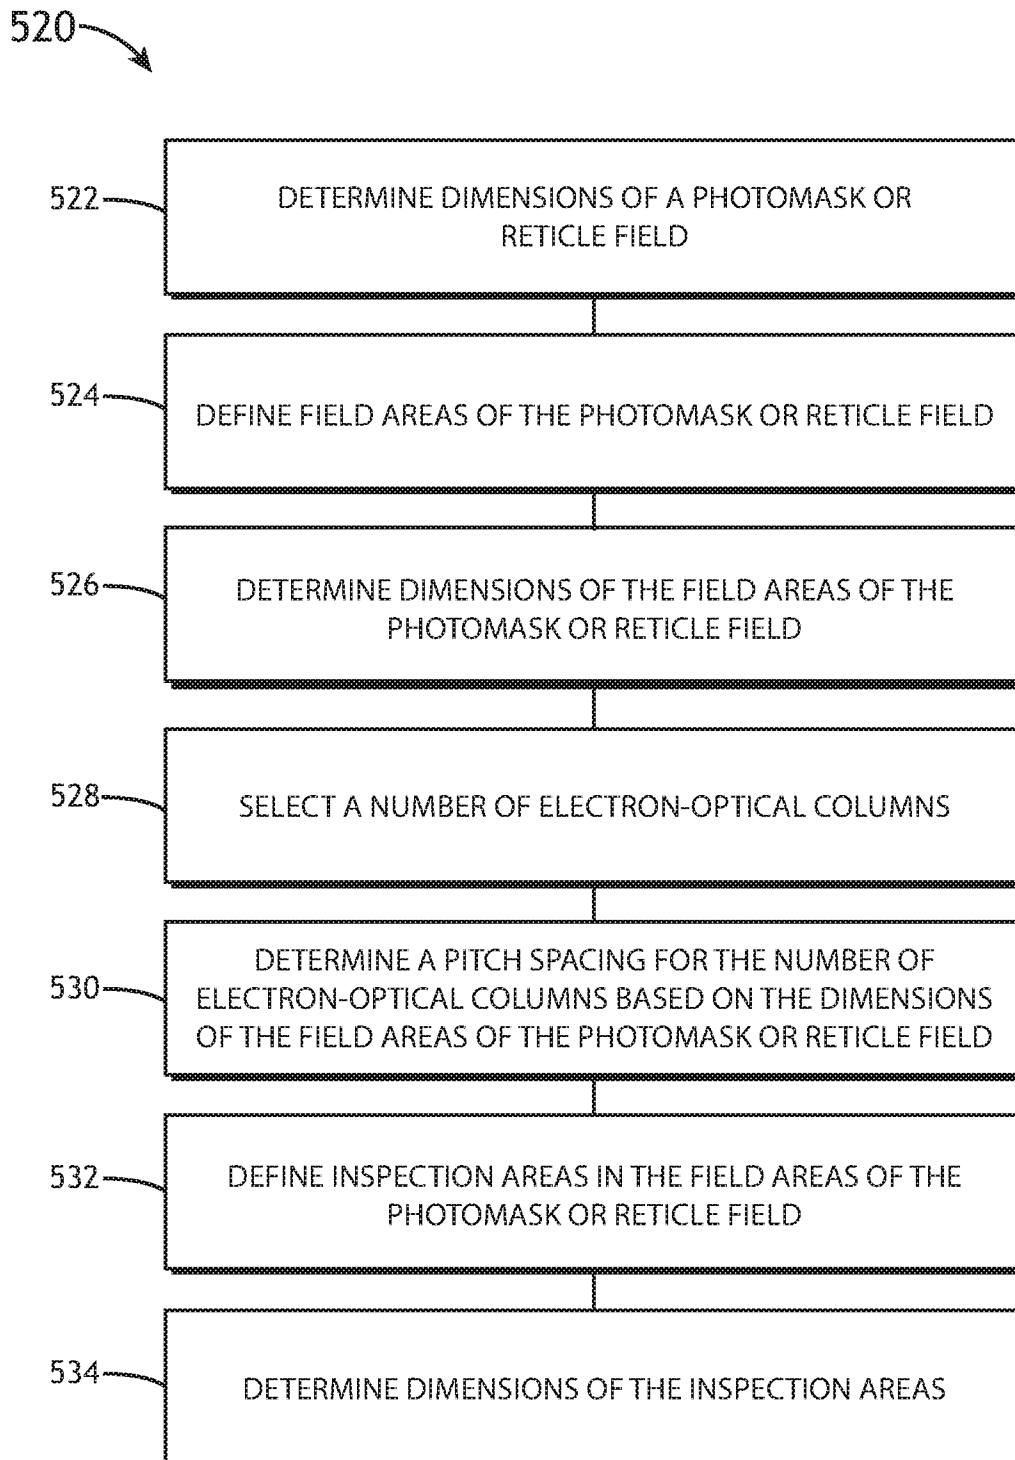 520
522
DETERMINE DIMENSIONS OF A PHOTOMASK OR
RETICLE FIELD
524
DEFINE FIELD AREAS OF THE PHOTOMASK OR RETICLE FIELD
526
DETERMINE DIMENSIONS OF THE FIELD AREAS OF THE
PHOTOMASK OR RETICLE FIELD
528
SELECT A NUMBER OF ELECTRON-OPTICAL COLUMNS
530
DETERMINE A PITCH SPACING FOR THE NUMBER OF
ELECTRON-OPTICAL COLUMNS BASED ON THE DIMENSIONS
OF THE FIELD AREAS OF THE PHOTOMASK OR RETICLE FIELD
532
DEFINE INSPECTION AREAS IN THE FIELD AREAS OF THE
PHOTOMASK OR RETICLE FIELD
534
DETERMINE DIMENSIONS OF THE INSPECTION AREAS